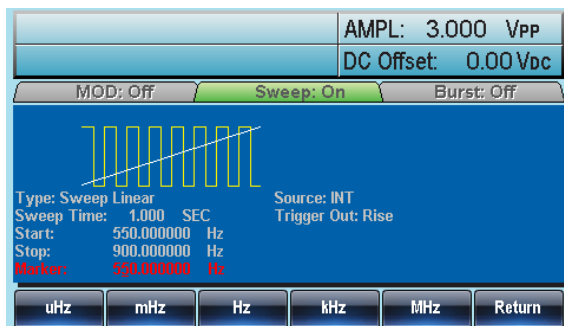 AMPL: 3.000 VPP
DC Offset: 0.00 VDC
MOD: Off Sweep: On Burst: Off
Type: Sweep Linear Source: INT
Sweep Time: 1.000 SEC Trigger Out: Rise
Start: 550.000000 Hz
Stop: 900.000000 Hz
Marker: 550.000000 Hz
uHz mHz Hz kHz MHz Return